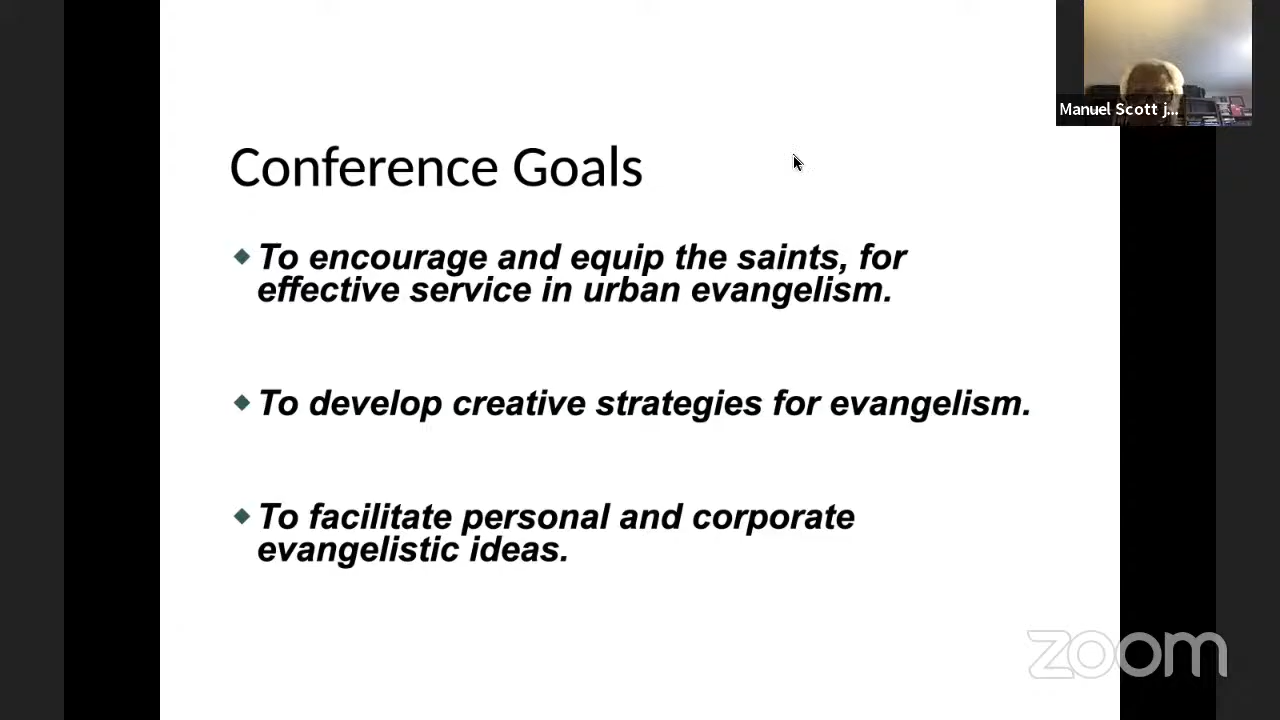 Manuel Scott j...
Conference Goals
To encourage and equip the saints, for
effective service in urban evangelism.
To develop creative strategies for evangelism.
To facilitate personal and corporate
evangelistic ideas.
zoom